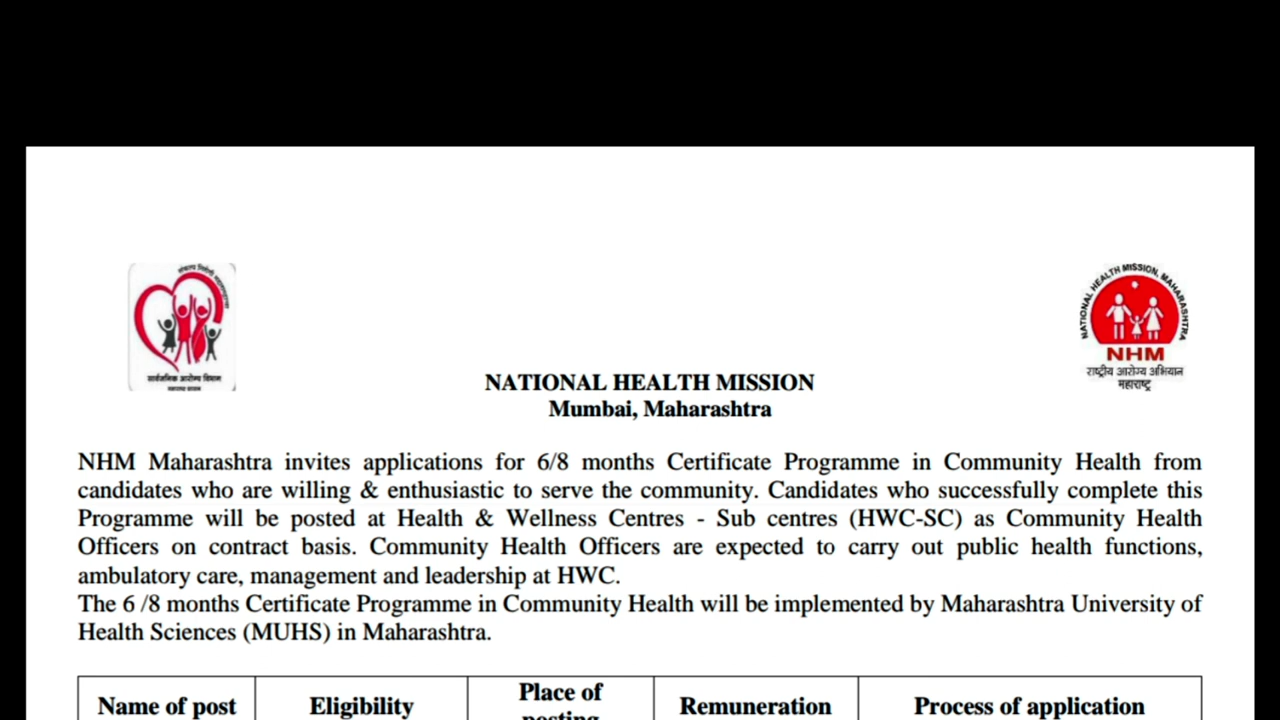 सार्वजनिक आरोग्य विभाग
NATIONAL HEALTH MISSION, MAHARASHTRA
NHM
राष्ट्रीय आरोग्य अभियान
महाराष्ट्र
NATIONAL HEALTH MISSION
Mumbai, Maharashtra
NHM Maharashtra invites applications for 6/8 months Certificate Programme in Community Health from
candidates who are willing & enthusiastic to serve the community. Candidates who successfully complete this
Programme will be posted at Health & Wellness Centres - Sub centres (HWC-SC) as Community Health
Officers on contract basis. Community Health Officers are expected to carry out public health functions,
ambulatory care, management and leadership at HWC.
The 6 /8 months Certificate Programme in Community Health will be implemented by Maharashtra University of
Health Sciences (MUHS) in Maharashtra.
Name of post Eligibility Place of posting Remuneration Process of application